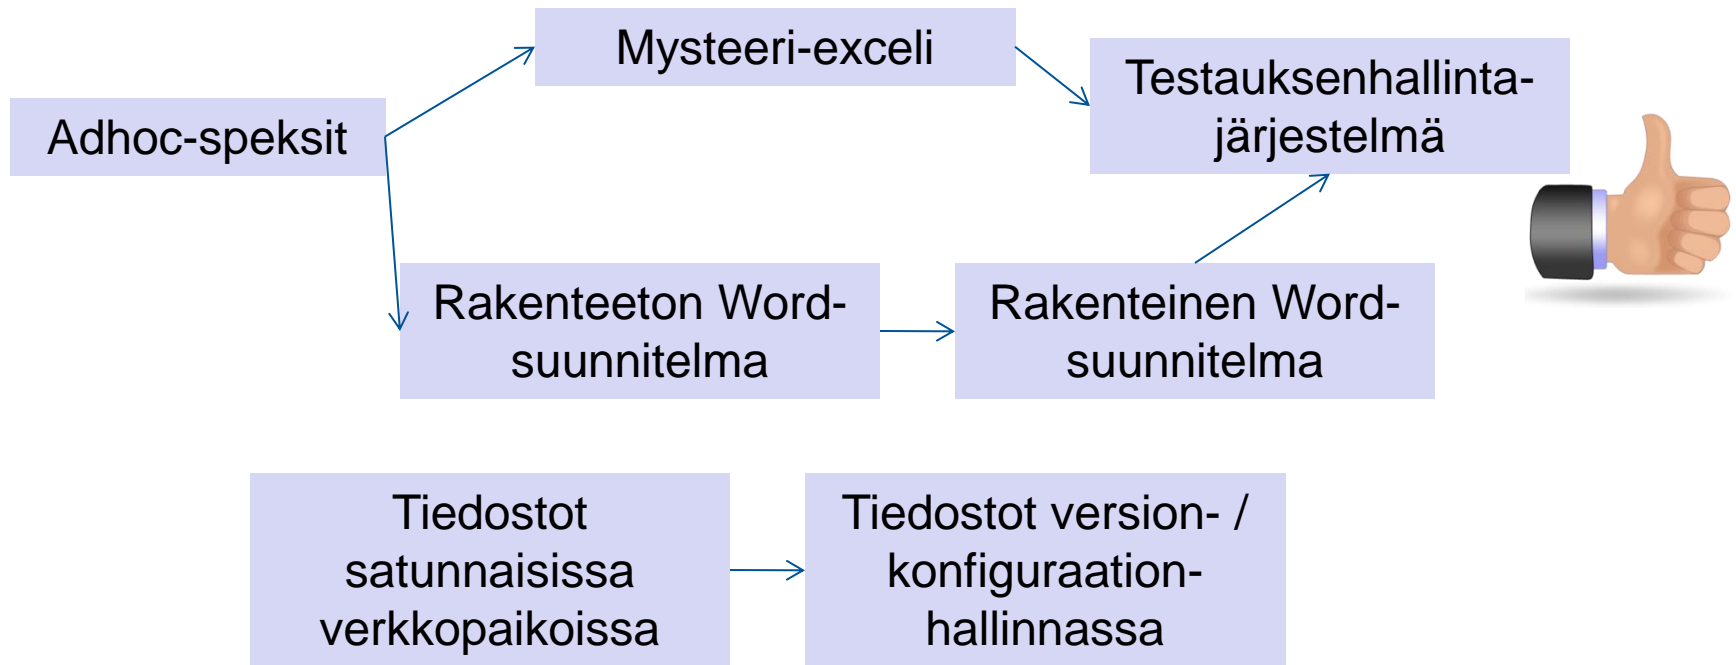 Mysteeri-exceli
Testauksenhallinta-
järjestelmä
Adhoc-speksit
Rakenteeton Word-
suunnitelma
Rakenteinen Word-
suunnitelma
Tiedostot
satunnaisissa
verkkopaikoissa
Tiedostot version- /
konfiguraation-
hallinnassa